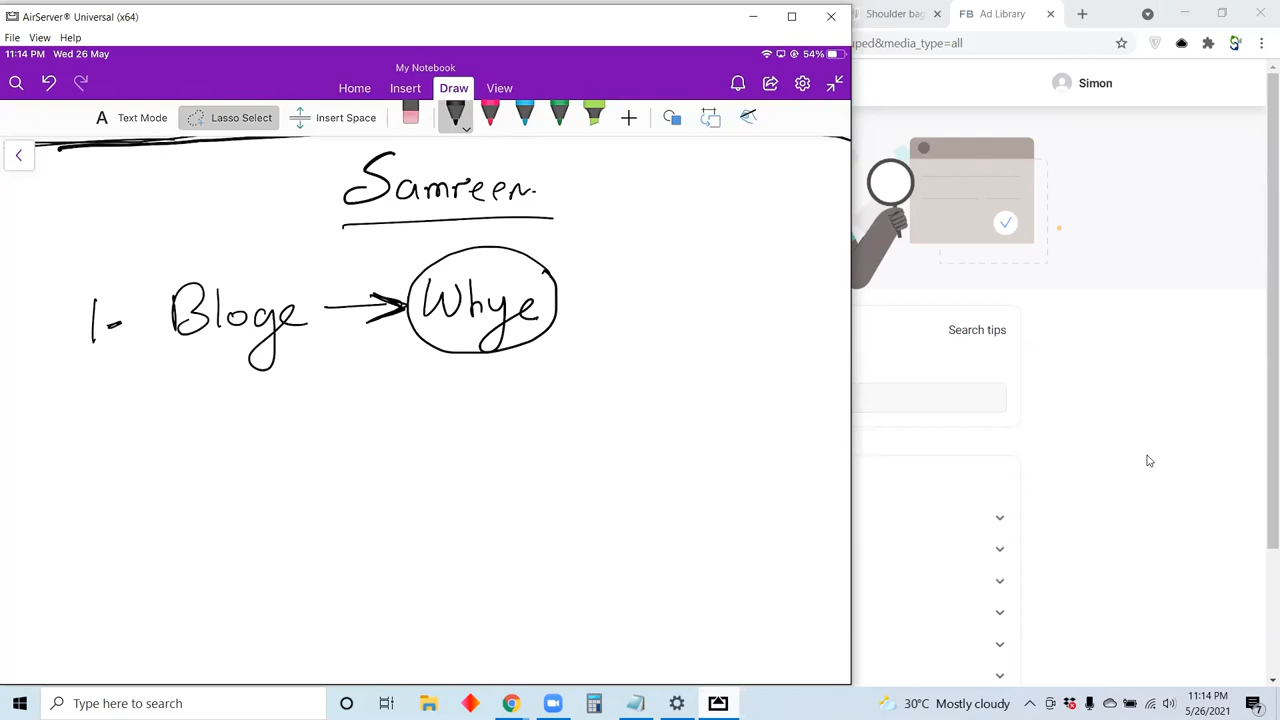 AirServer® Universal (x64)
Shoulder bag
FB Ad Library
File View Help
uped&media_type=all
11:14 PM Wed 26 May
54%
My Notebook
Home Insert Draw View
Simon
A Text Mode
Lasso Select
Insert Space
Samreen
1- Bloge → Whye
Search tips
Type here to search
30°C Mostly cloudy
11:14 PM
5/26/2021
7